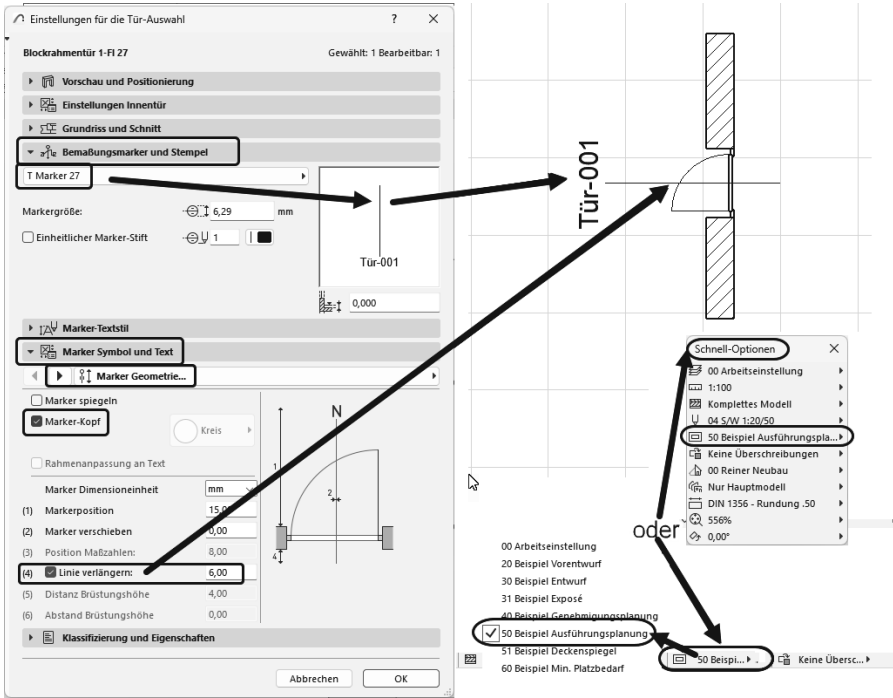 Einstellungen für die Tür-Auswahl
? X
Blockrahmentür 1-Fl 27
Gewählt: 1 Bearbeitbar: 1
Vorschau und Positionierung
Einstellungen Innentür
Grundriss und Schnitt
Bemaßungsmarker und Stempel
T Marker 27
Markergröße: 6,29 mm
Einheitlicher Marker-Stift 1
Tür-001
0,000
Marker-Textstil
Marker Symbol und Text
Marker Geometrie...
Marker spiegeln
Marker-Kopf
Kreis
Rahmenanpassung an Text
Marker Dimensioneinheit mm
(1) Markerposition 15,00
(2) Marker verschieben 0,00
(3) Position Maßzahlen: 8,00
(4) Linie verlängern: 6,00
(5) Distanz Brüstungshöhe 4,00
(6) Abstand Brüstungshöhe 0,00
N
1
2
4
Klassifizierung und Eigenschaften
Abbrechen
OK
Tür-001
Schnell-Optionen X
00 Arbeitseinstellung
1:100
Komplettes Modell
04 S/W 1:20/50
50 Beispiel Ausführungspla...
Keine Überschreibungen
00 Reiner Neubau
Nur Hauptmodell
DIN 1356 - Rundung .50
556%
0,00°
oder
00 Arbeitseinstellung
20 Beispiel Vorentwurf
30 Beispiel Entwurf
31 Beispiel Exposé
40 Beispiel Genehmigungsplanung
50 Beispiel Ausführungsplanung
51 Beispiel Deckenspiegel
60 Beispiel Min. Platzbedarf
50 Beispi...
Keine Übersc...